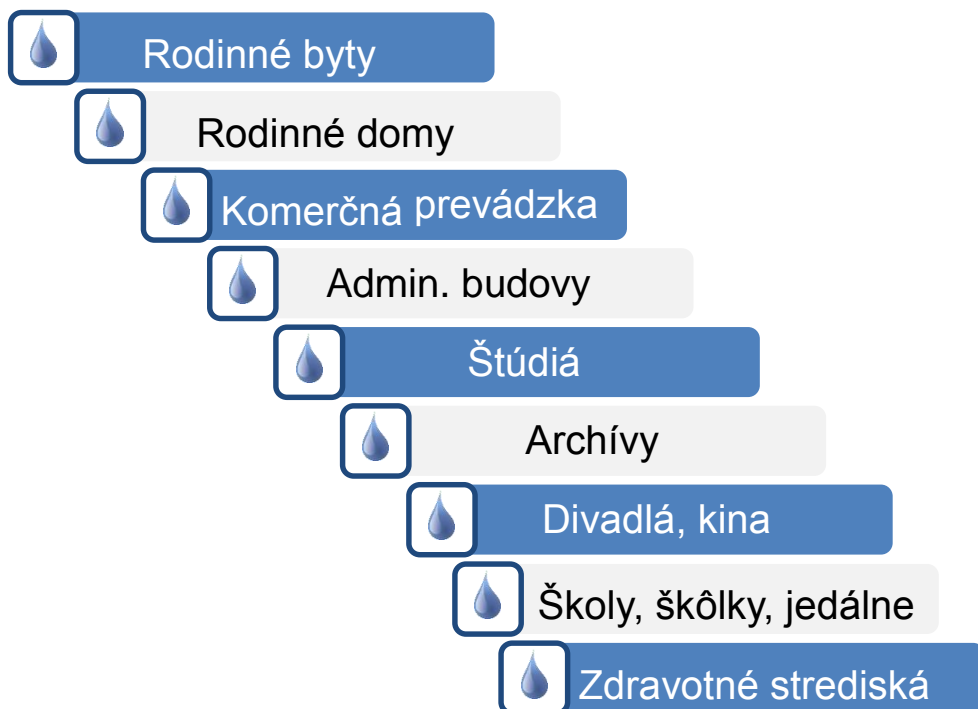 Rodinné byty
Rodinné domy
Komerčná prevádzka
Admin. budovy
Štúdiá
Archívy
Divadlá, kina
Školy, škôlky, jedálne
Zdravotné strediská